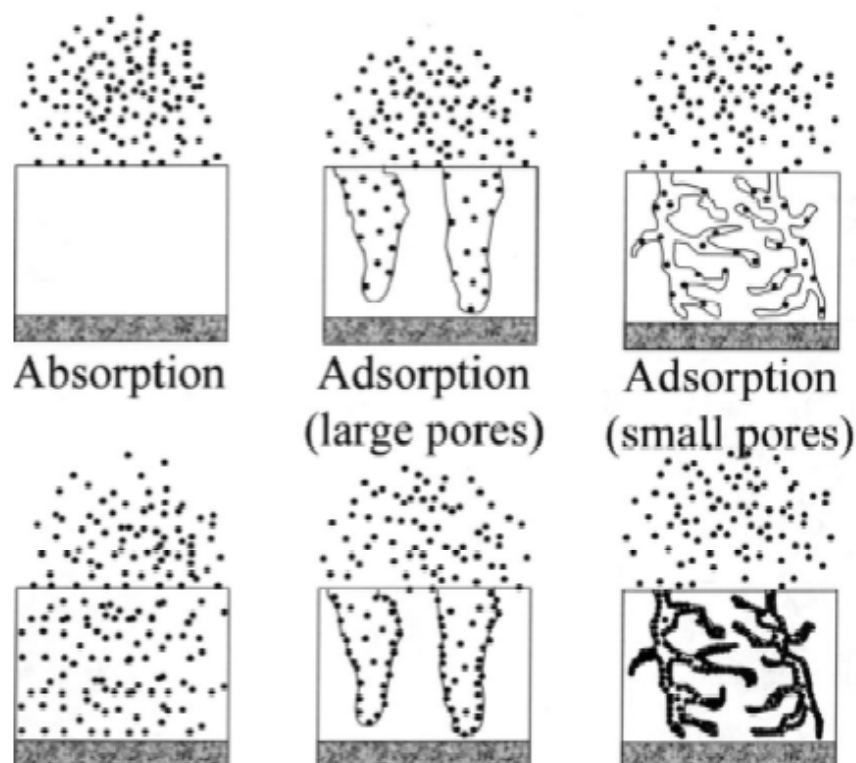 Absorption
Adsorption
(large pores)
Adsorption
(small pores)